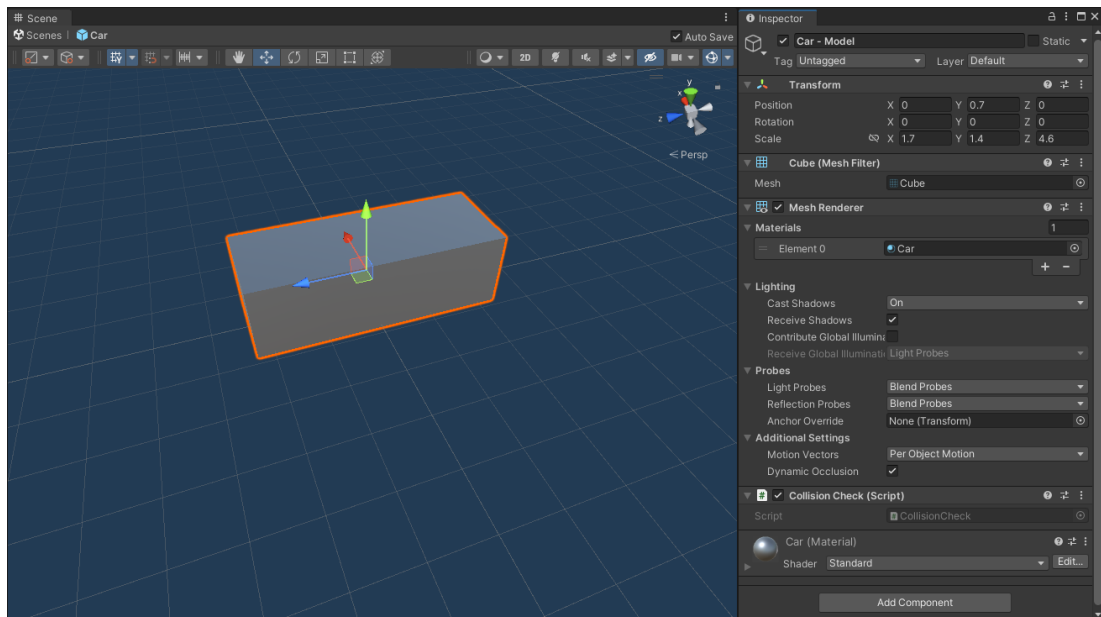 Scene
Scenes
Car
Auto Save
2D
y
x
z
Persp
Inspector
Car - Model
Static
Tag Untagged
Layer Default
Transform
Position X 0 Y 0.7 Z 0
Rotation X 0 Y 0 Z 0
Scale X 1.7 Y 1.4 Z 4.6
Cube (Mesh Filter)
Mesh Cube
Mesh Renderer
Materials 1
Element 0 Car
Lighting
Cast Shadows On
Receive Shadows
Contribute Global Illumina
Receive Global Illuminati Light Probes
Probes
Light Probes Blend Probes
Reflection Probes Blend Probes
Anchor Override None (Transform)
Additional Settings
Motion Vectors Per Object Motion
Dynamic Occlusion
# Collision Check (Script)
Script CollisionCheck
Car (Material)
Shader Standard Edit...
Add Component